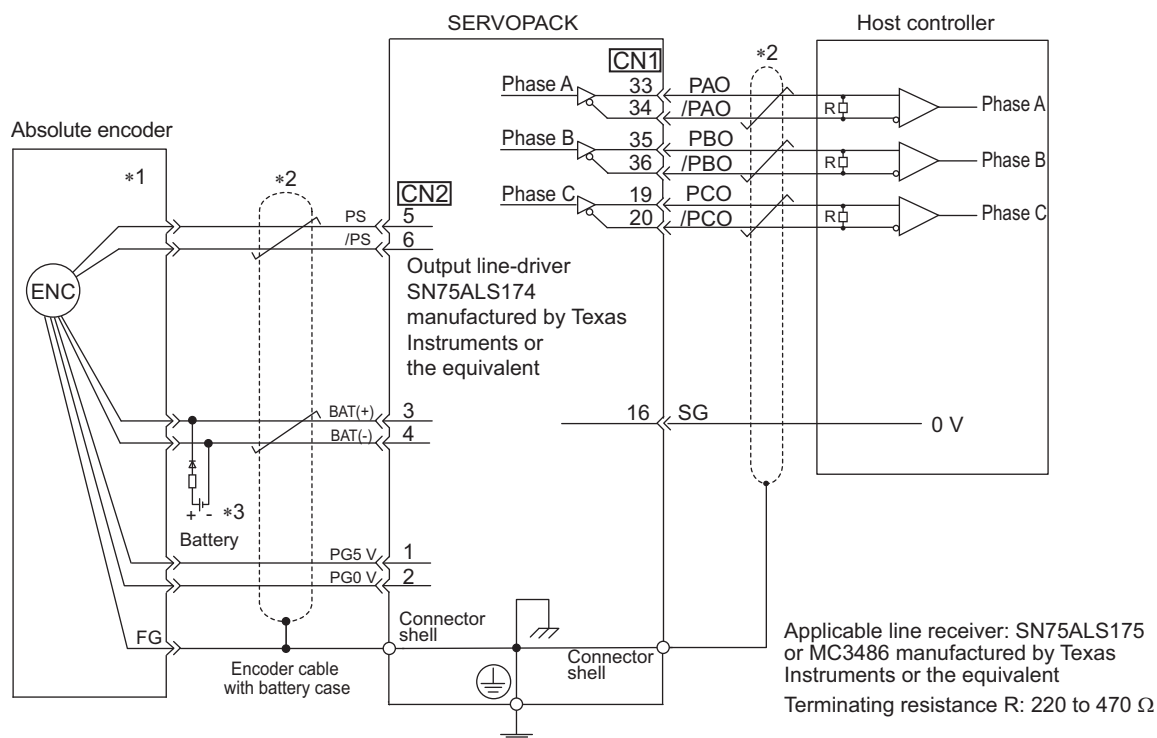 SERVOPACK
Host controller
CN1
*2
Phase A
33
PAO
34
/PAO
R
Phase A
Phase B
35
PBO
36
/PBO
R
Phase B
Phase C
19
PCO
20
/PCO
R
Phase C
Absolute encoder
*1
*2
CN2
PS
5
/PS
6
ENC
Output line-driver
SN75ALS174
manufactured by Texas
Instruments or
the equivalent
BAT(+)
3
BAT(-)
4
16
SG
0 V
+ - *3
Battery
PG5 V
1
PG0 V
2
FG
Connector
shell
Encoder cable
with battery case
Connector
shell
Applicable line receiver: SN75ALS175
or MC3486 manufactured by Texas
Instruments or the equivalent
Terminating resistance R: 220 to 470 Ω